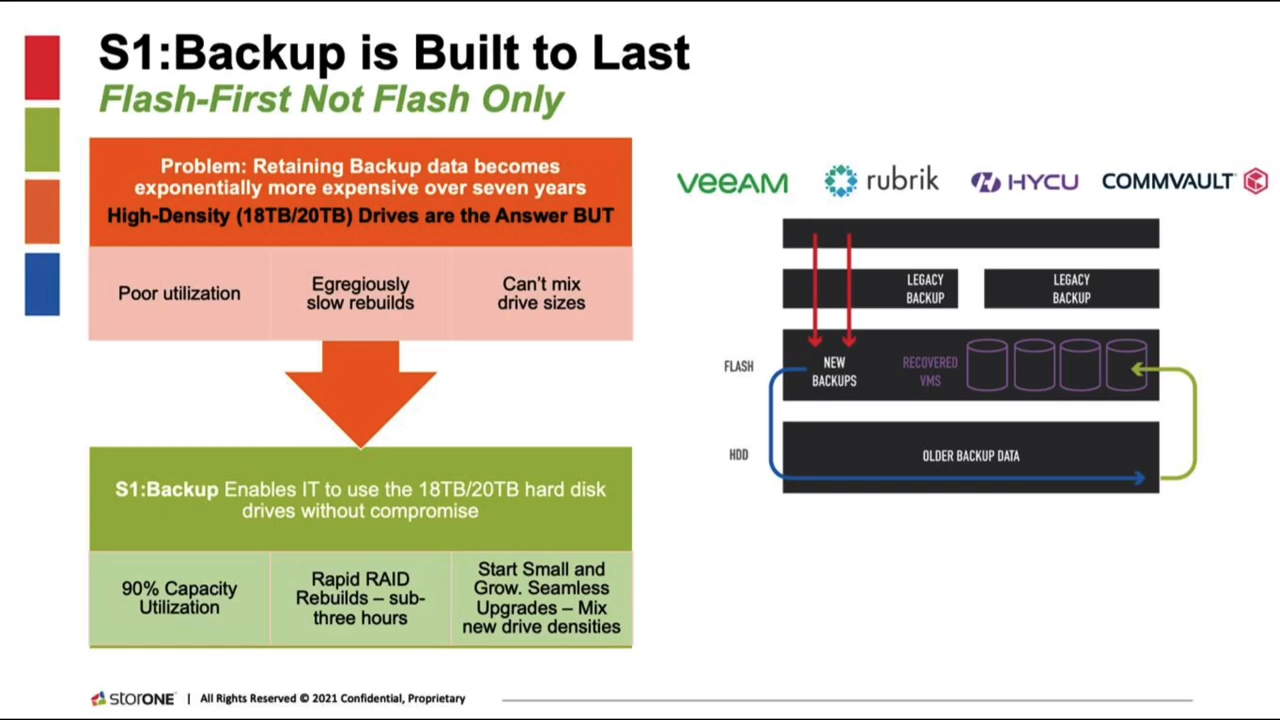 S1:Backup is Built to Last
Flash-First Not Flash Only
Problem: Retaining Backup data becomes
exponentially more expensive over seven years
High-Density (18TB/20TB) Drives are the Answer BUT
Poor utilization
Egregiously
slow rebuilds
Can't mix
drive sizes
S1:Backup Enables IT to use the 18TB/20TB hard disk
drives without compromise
90% Capacity
Utilization
Rapid RAID
Rebuilds – sub-
three hours
Start Small and
Grow. Seamless
Upgrades – Mix
new drive densities
veeAM
rubrik
HYCU
COMMVAULT
LEGACY
BACKUP
LEGACY
BACKUP
FLASH
NEW
BACKUPS
RECOVERED
VMS
HDD
OLDER BACKUP DATA
storONE | All Rights Reserved © 2021 Confidential, Proprietary